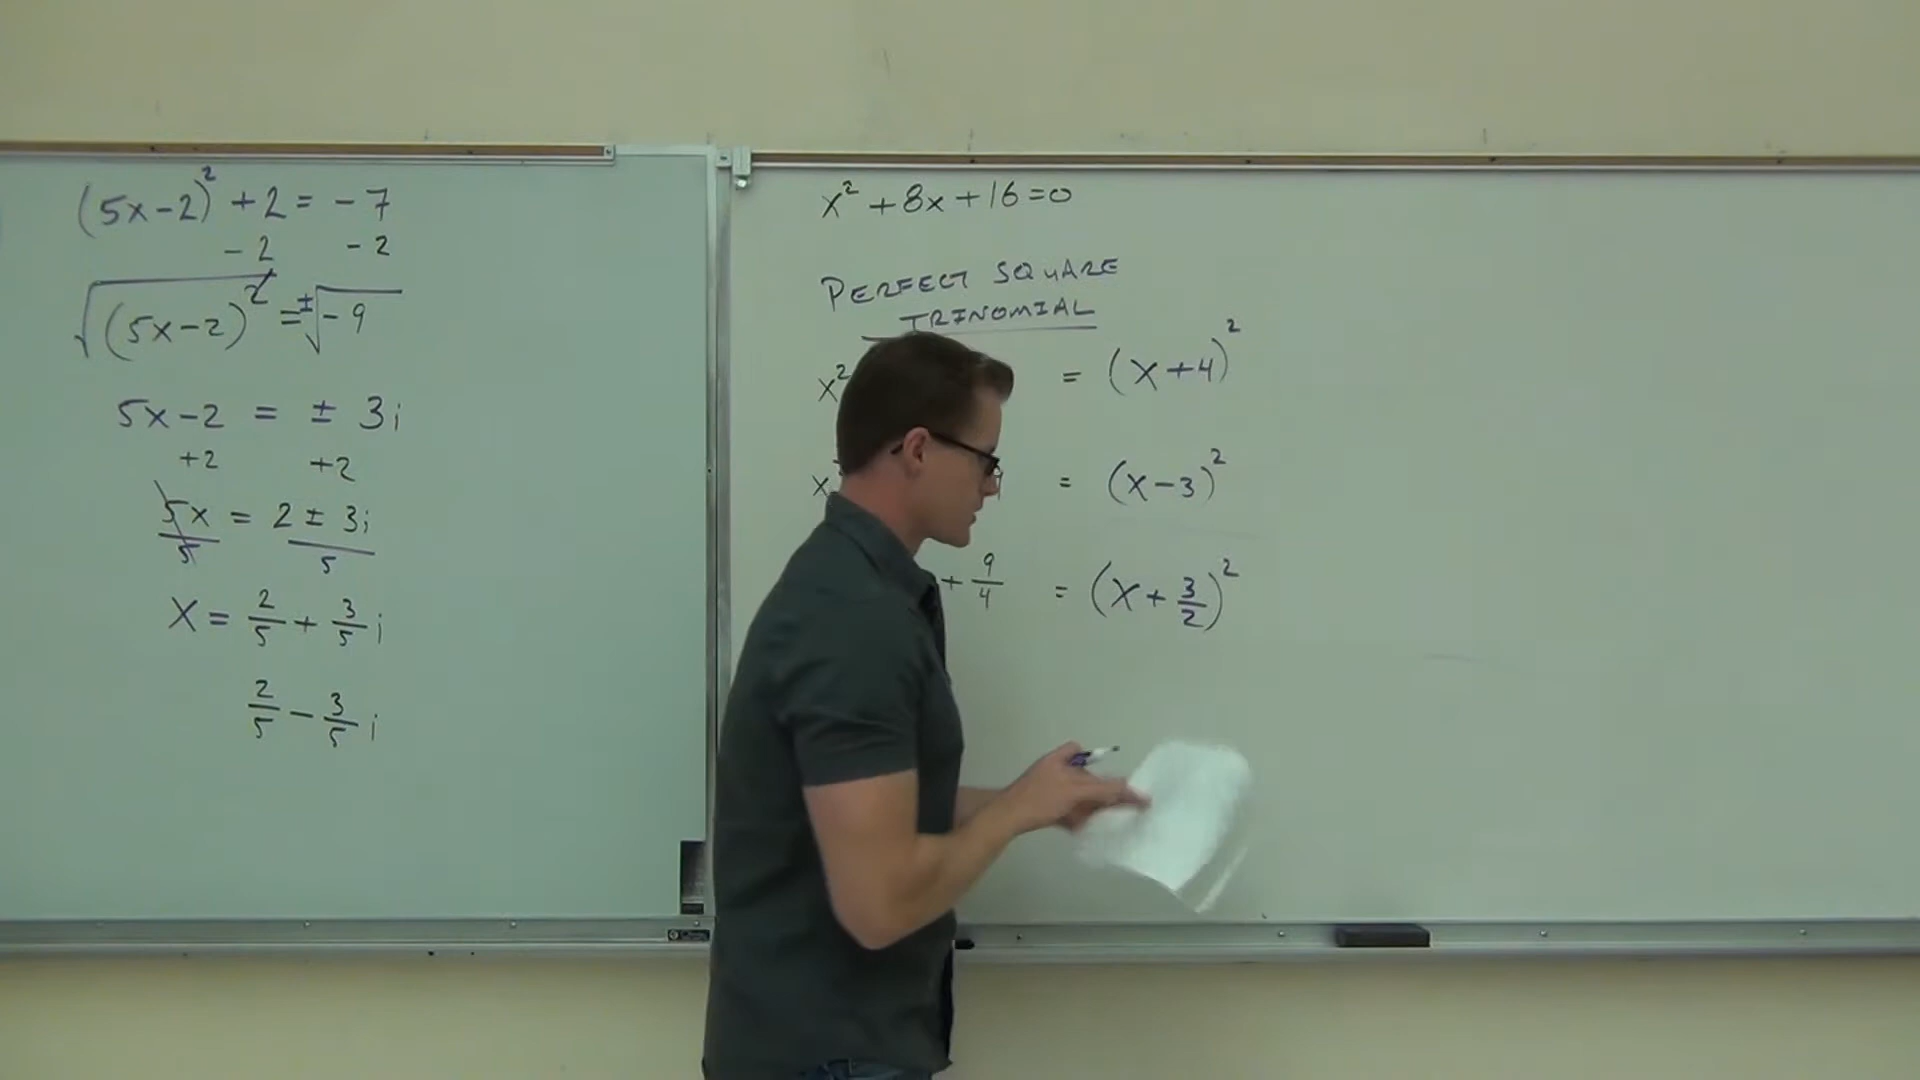 (5x-2)² +2 = -7
-2 -2
√(5x-2)² = ±√-9
5x-2 = ± 3i
+2 +2
5x/5 = 2 ± 3i/5
x = 2/5 + 3/5 i
2/5 - 3/5 i
x² +8x+16=0
PERFECT SQUARE
TRINOMIAL
x² = (x+4)²
x = (x-3)²
+ 9/4 = (x + 3/2)²